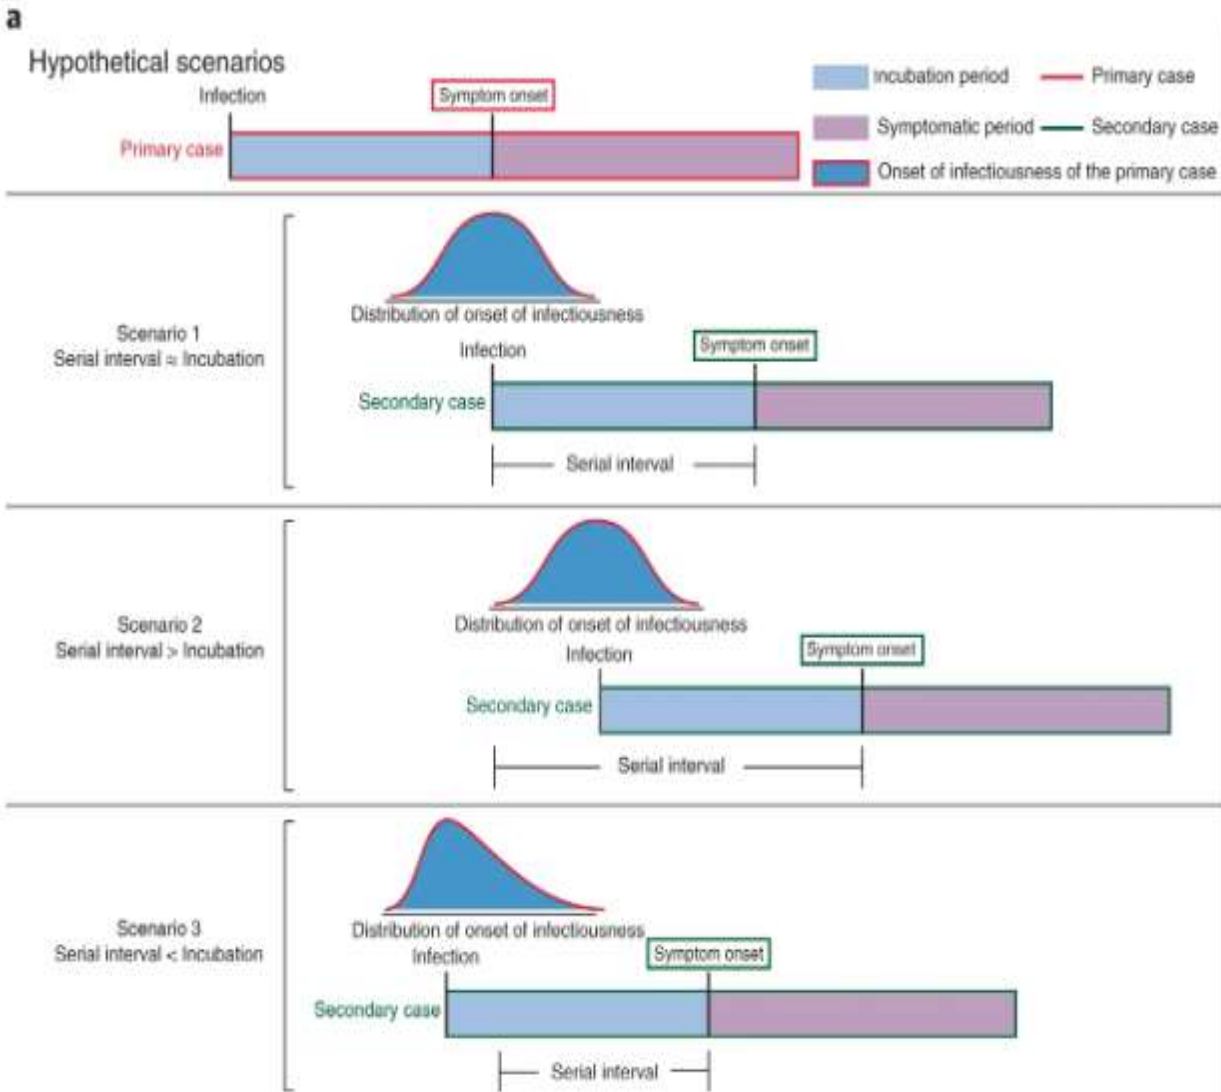 a
Hypothetical scenarios
Infection
Symptom onset
Primary case
Incubation period
Primary case
Symptomatic period
Secondary case
Onset of infectiousness of the primary case
Scenario 1
Serial interval ≈ Incubation
Distribution of onset of infectiousness
Infection
Symptom onset
Secondary case
Serial interval
Scenario 2
Serial interval > Incubation
Distribution of onset of infectiousness
Infection
Symptom onset
Secondary case
Serial interval
Scenario 3
Serial interval < Incubation
Distribution of onset of infectiousness
Infection
Symptom onset
Secondary case
Serial interval